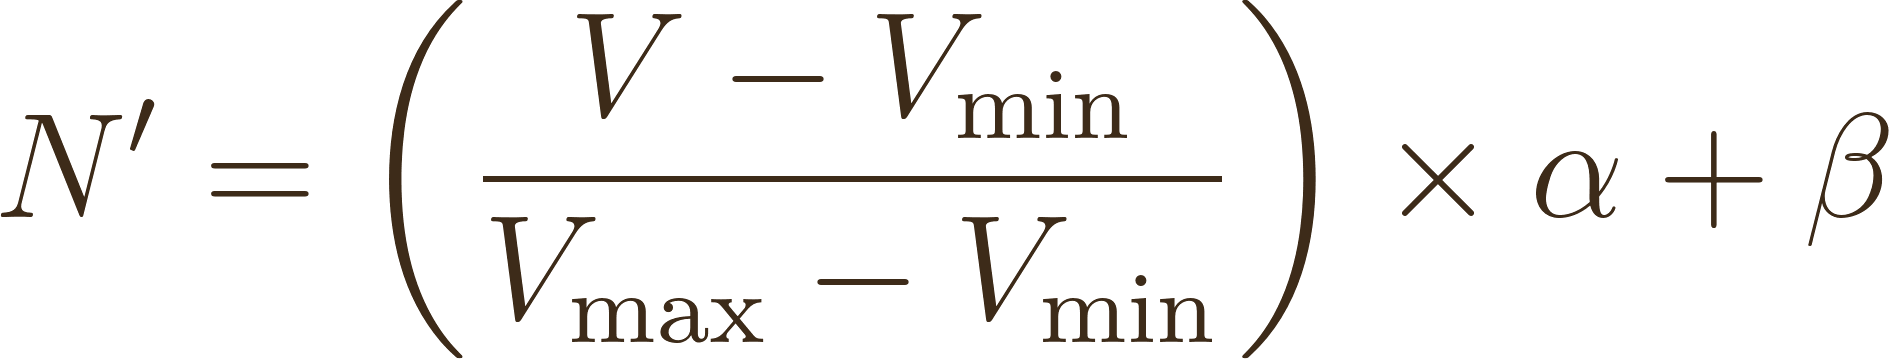 N′ = ( (V − V_min) / (V_max − V_min) ) × α + β